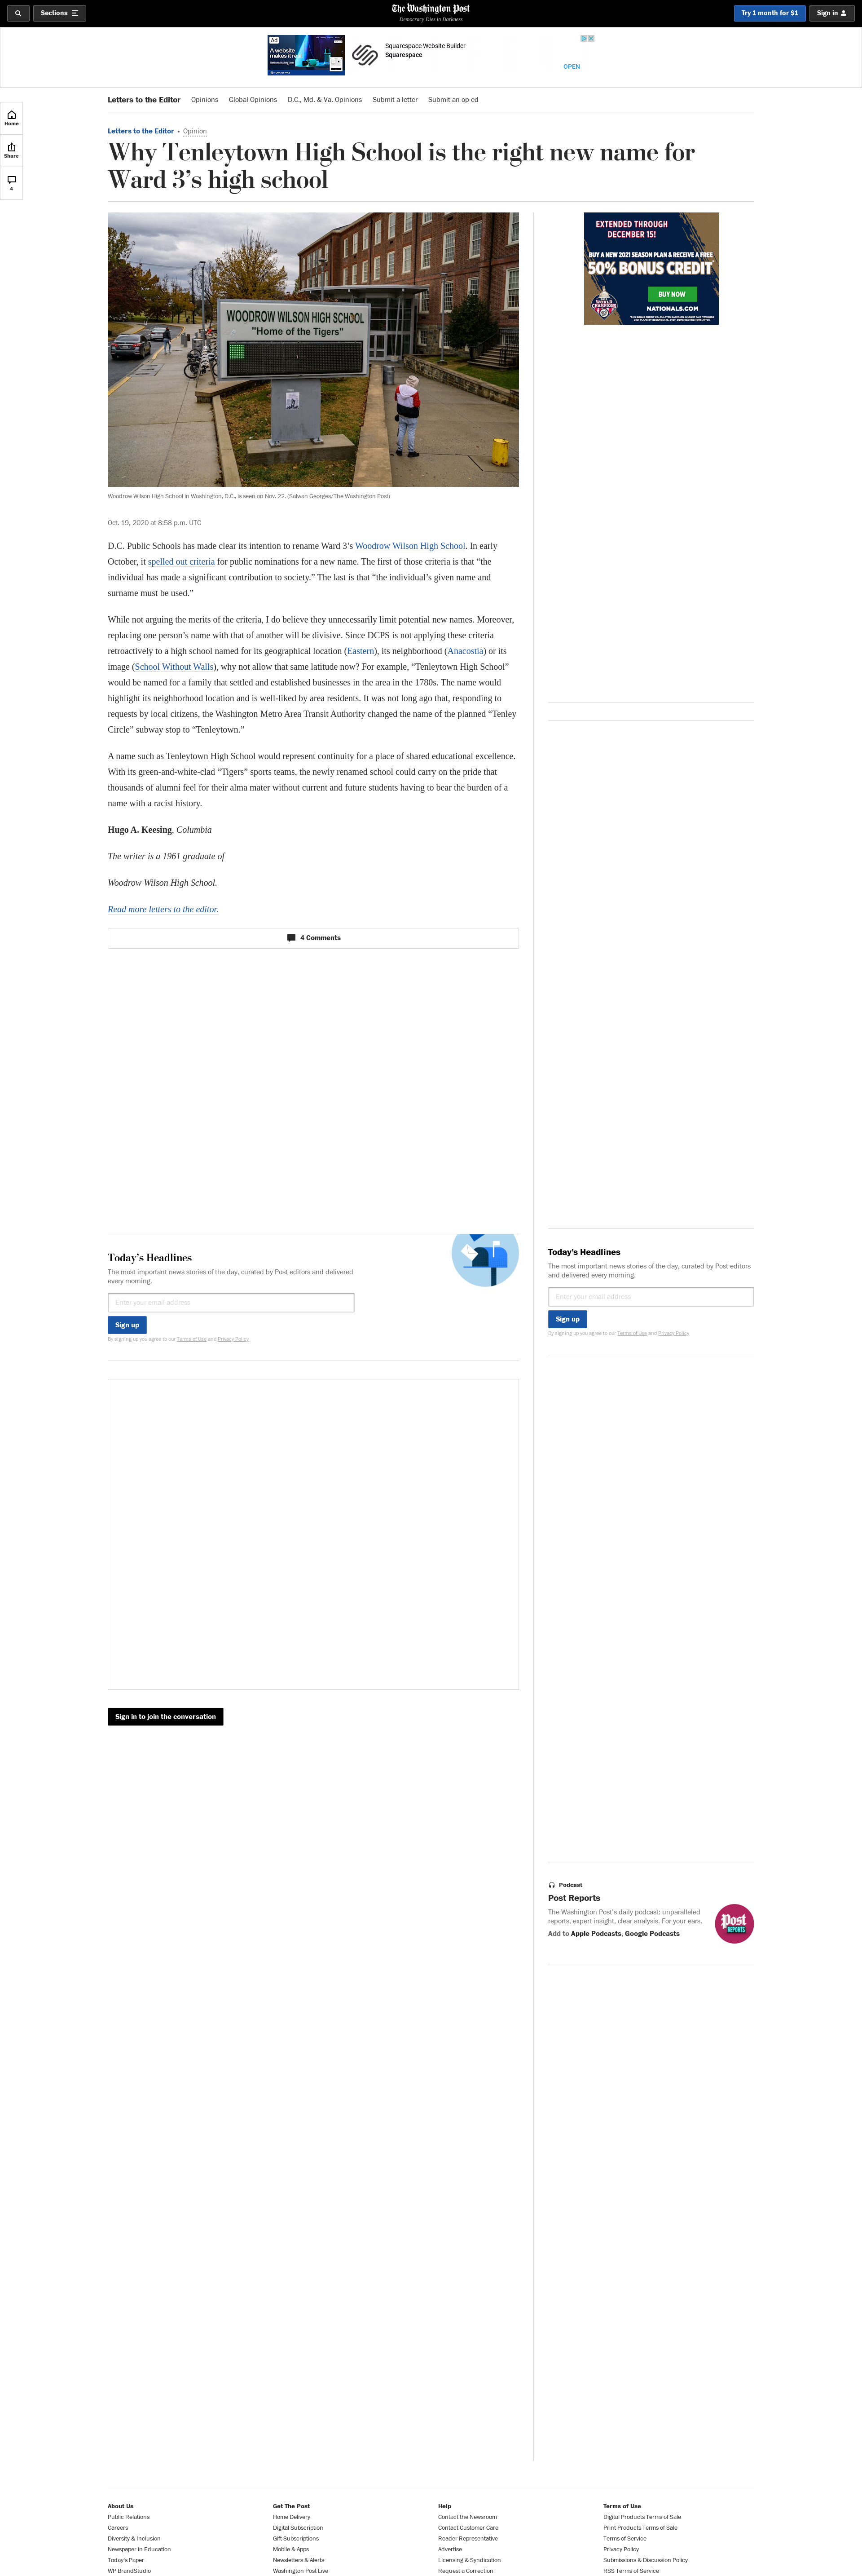 Sections
The Washington Post
Democracy Dies in Darkness
Try 1 month for $1
Sign in
Ad
A website
makes it real
Squarespace Website Builder
Squarespace
OPEN
Letters to the Editor
Opinions
Global Opinions
D.C., Md. & Va. Opinions
Submit a letter
Submit an op-ed
Home
Share
4
Letters to the Editor • Opinion
Why Tenleytown High School is the right new name for
Ward 3’s high school
WOODROW WILSON HIGH SCHOOL
"Home of the Tigers"
Woodrow Wilson High School in Washington, D.C., is seen on Nov. 22. (Salwan Georges/The Washington Post)
Oct. 19, 2020 at 8:58 p.m. UTC
D.C. Public Schools has made clear its intention to rename Ward 3’s Woodrow Wilson High School. In early
October, it spelled out criteria for public nominations for a new name. The first of those criteria is that “the
individual has made a significant contribution to society.” The last is that “the individual’s given name and
surname must be used.”
While not arguing the merits of the criteria, I do believe they unnecessarily limit potential new names. Moreover,
replacing one person’s name with that of another will be divisive. Since DCPS is not applying these criteria
retroactively to a high school named for its geographical location (Eastern), its neighborhood (Anacostia) or its
image (School Without Walls), why not allow that same latitude now? For example, “Tenleytown High School”
would be named for a family that settled and established businesses in the area in the 1780s. The name would
highlight its neighborhood location and is well-liked by area residents. It was not long ago that, responding to
requests by local citizens, the Washington Metro Area Transit Authority changed the name of the planned “Tenley
Circle” subway stop to “Tenleytown.”
A name such as Tenleytown High School would represent continuity for a place of shared educational excellence.
With its green-and-white-clad “Tigers” sports teams, the newly renamed school could carry on the pride that
thousands of alumni feel for their alma mater without current and future students having to bear the burden of a
name with a racist history.
Hugo A. Keesing, Columbia
The writer is a 1961 graduate of
Woodrow Wilson High School.
Read more letters to the editor.
4 Comments
EXTENDED THROUGH
DECEMBER 15!
BUY A NEW 2021 SEASON PLAN & RECEIVE A FREE
50% BONUS CREDIT*
BUY NOW
WORLD
CHAMPIONS
NATIONALS.COM
Today’s Headlines
The most important news stories of the day, curated by Post editors and delivered
every morning.
Enter your email address
Sign up
By signing up you agree to our Terms of Use and Privacy Policy
Today’s Headlines
The most important news stories of the day, curated by Post editors
and delivered every morning.
Enter your email address
Sign up
By signing up you agree to our Terms of Use and Privacy Policy
Sign in to join the conversation
Podcast
Post Reports
The Washington Post’s daily podcast: unparalleled
reports, expert insight, clear analysis. For your ears.
Add to Apple Podcasts, Google Podcasts
Post
REPORTS
About Us
Public Relations
Careers
Diversity & Inclusion
Newspaper in Education
Today’s Paper
WP BrandStudio
Get The Post
Home Delivery
Digital Subscription
Gift Subscriptions
Mobile & Apps
Newsletters & Alerts
Washington Post Live
Help
Contact the Newsroom
Contact Customer Care
Reader Representative
Advertise
Licensing & Syndication
Request a Correction
Terms of Use
Digital Products Terms of Sale
Print Products Terms of Sale
Terms of Service
Privacy Policy
Submissions & Discussion Policy
RSS Terms of Service